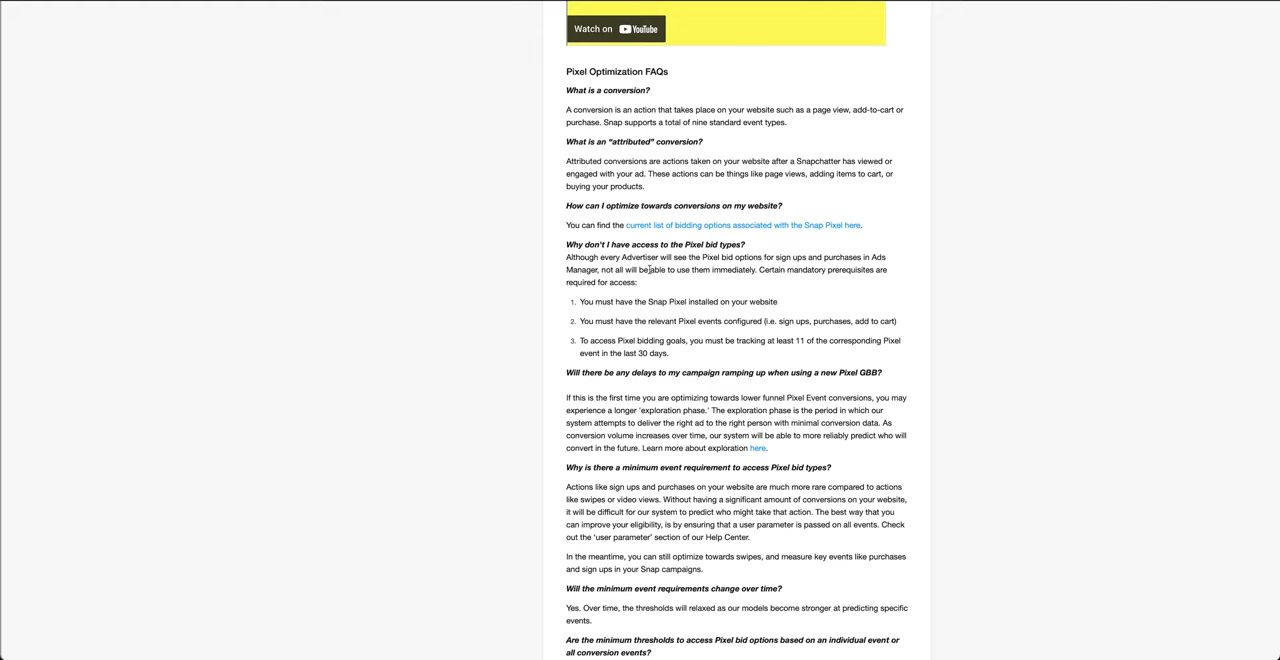 Watch on YouTube
Pixel Optimization FAQs
What is a conversion?
A conversion is an action that takes place on your website such as a page view, add-to-cart or
purchase. Snap supports a total of nine standard event types.
What is an “attributed” conversion?
Attributed conversions are actions taken on your website after a Snapchatter has viewed or
engaged with your ad. These actions can be things like page views, adding items to cart, or
buying your products.
How can I optimize towards conversions on my website?
You can find the current list of bidding options associated with the Snap Pixel here.
Why don't I have access to the Pixel bid types?
Although every Advertiser will see the Pixel bid options for sign ups and purchases in Ads
Manager, not all will be able to use them immediately. Certain mandatory prerequisites are
required for access:
1. You must have the Snap Pixel installed on your website
2. You must have the relevant Pixel events configured (i.e. sign ups, purchases, add to cart)
3. To access Pixel bidding goals, you must be tracking at least 11 of the corresponding Pixel
event in the last 30 days.
Will there be any delays to my campaign ramping up when using a new Pixel GBB?
If this is the first time you are optimizing towards lower funnel Pixel Event conversions, you may
experience a longer 'exploration phase.' The exploration phase is the period in which our
system attempts to deliver the right ad to the right person with minimal conversion data. As
conversion volume increases over time, our system will be able to more reliably predict who will
convert in the future. Learn more about exploration here.
Why is there a minimum event requirement to access Pixel bid types?
Actions like sign ups and purchases on your website are much more rare compared to actions
like swipes or video views. Without having a significant amount of conversions on your website,
it will be difficult for our system to predict who might take that action. The best way that you
can improve your eligibility, is by ensuring that a user parameter is passed on all events. Check
out the ‘user parameter’ section of our Help Center.
In the meantime, you can still optimize towards swipes, and measure key events like purchases
and sign ups in your Snap campaigns.
Will the minimum event requirements change over time?
Yes. Over time, the thresholds will relaxed as our models become stronger at predicting specific
events.
Are the minimum thresholds to access Pixel bid options based on an individual event or
all conversion events?